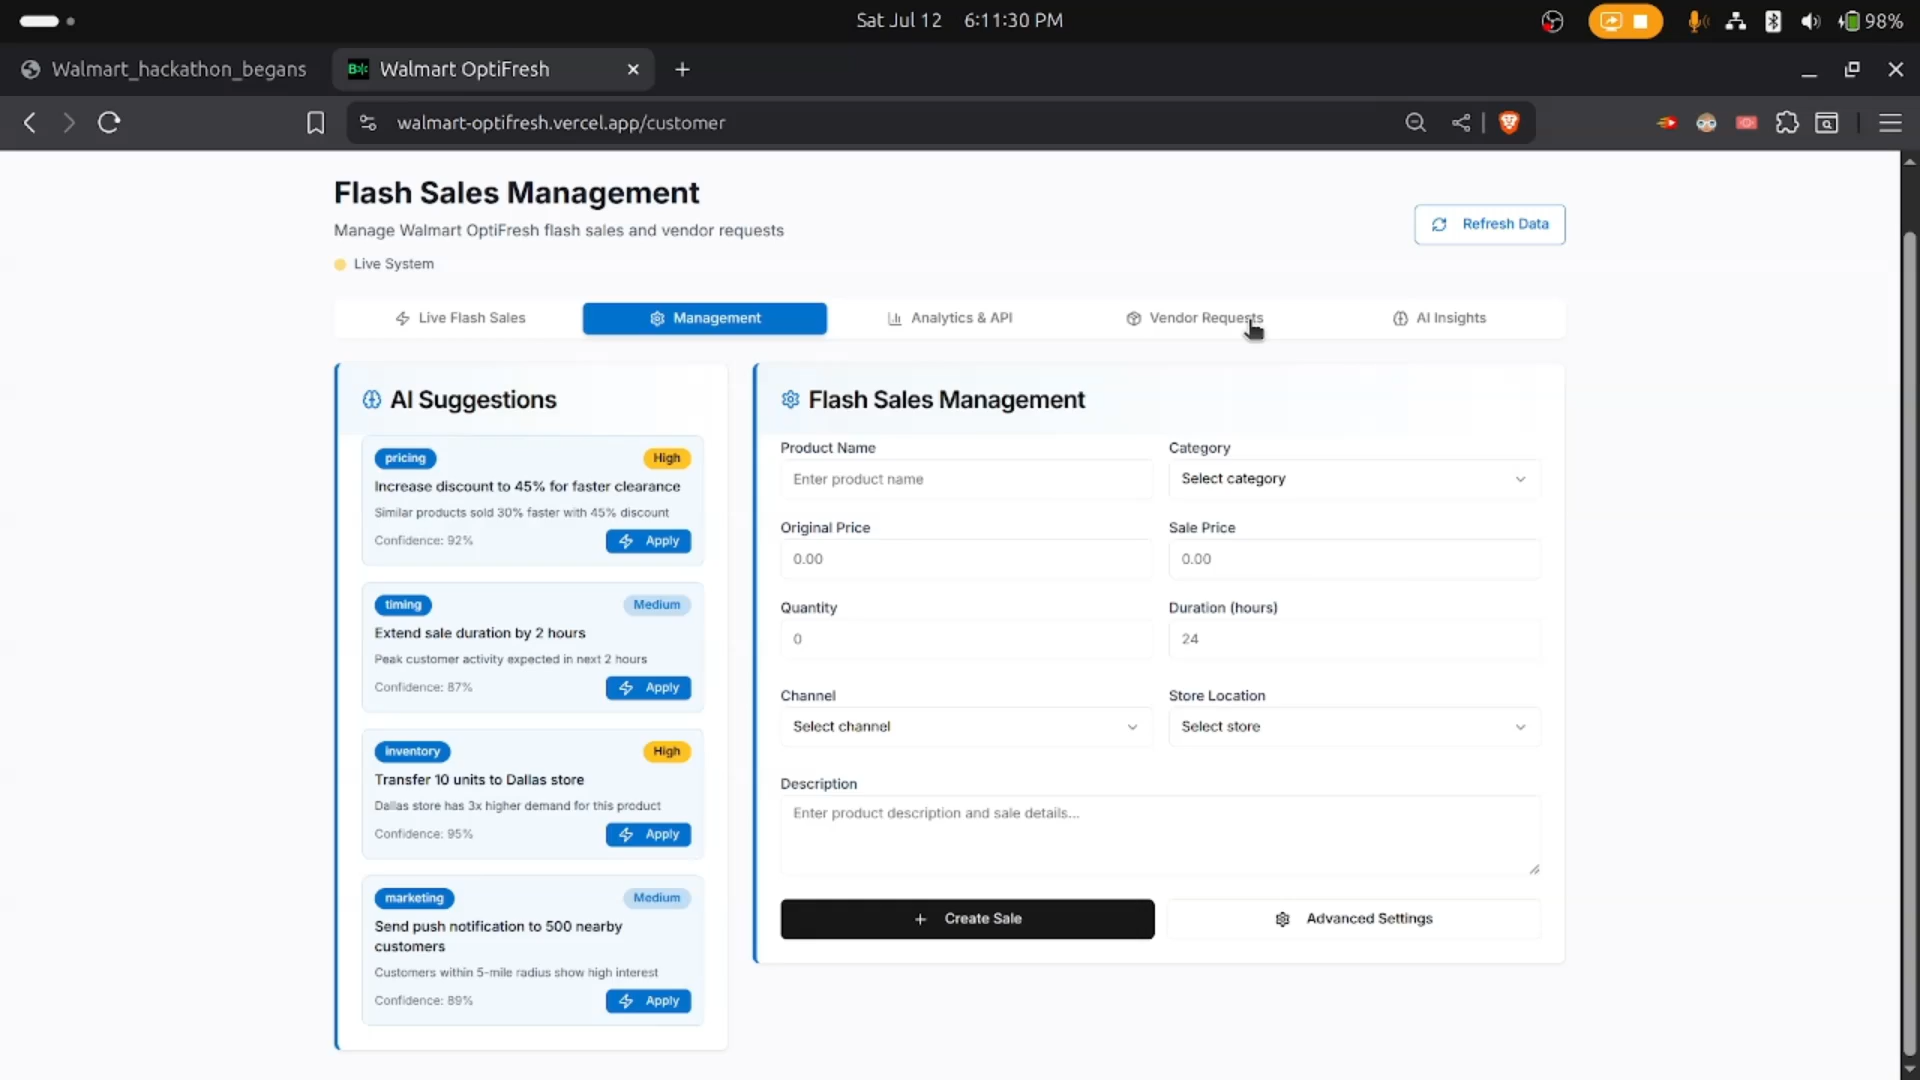 Sat Jul 12 6:11:30 PM
98%
Walmart_hackathon_begans
Walmart OptiFresh
walmart-optifresh.vercel.app/customer
Flash Sales Management
Manage Walmart OptiFresh flash sales and vendor requests
Live System
Refresh Data
Live Flash Sales
Management
Analytics & API
Vendor Requests
AI Insights
AI Suggestions
pricing
High
Increase discount to 45% for faster clearance
Similar products sold 30% faster with 45% discount
Confidence: 92%
Apply
timing
Medium
Extend sale duration by 2 hours
Peak customer activity expected in next 2 hours
Confidence: 87%
Apply
inventory
High
Transfer 10 units to Dallas store
Dallas store has 3x higher demand for this product
Confidence: 95%
Apply
marketing
Medium
Send push notification to 500 nearby
customers
Customers within 5-mile radius show high interest
Confidence: 89%
Apply
Flash Sales Management
Product Name
Category
Enter product name
Select category
Original Price
Sale Price
0.00
0.00
Quantity
Duration (hours)
0
24
Channel
Store Location
Select channel
Select store
Description
Enter product description and sale details...
Create Sale
Advanced Settings